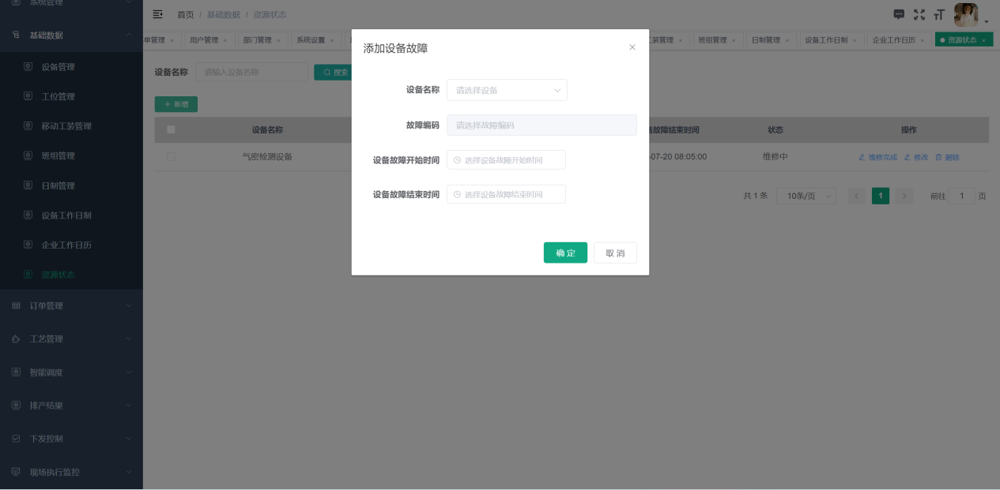 系统管理
首页 / 基础数据 / 资源状态
基础数据
单管理 × 用户管理 × 部门管理 × 系统设置 ×
工装管理 × 班组管理 × 日制管理 × 设备工作日制 × 企业工作日历 × 资源状态 ×
添加设备故障
设备管理
工位管理
移动工装管理
班组管理
日制管理
设备工作日制
企业工作日历
资源状态
订单管理
工艺管理
智能调度
排产结果
下发控制
现场执行监控
设备名称 请输入设备名称 搜索
+ 新增
设备名称 故障结束时间 状态 操作
气密检测设备 -07-20 08:05:00 维修中 维修完成 修改 删除
共 1 条 10条/页 < 1 > 前往 1 页
设备名称 请选择设备
故障编码 请选择故障编码
设备故障开始时间 选择设备故障开始时间
设备故障结束时间 选择设备故障结束时间
确 定 取 消